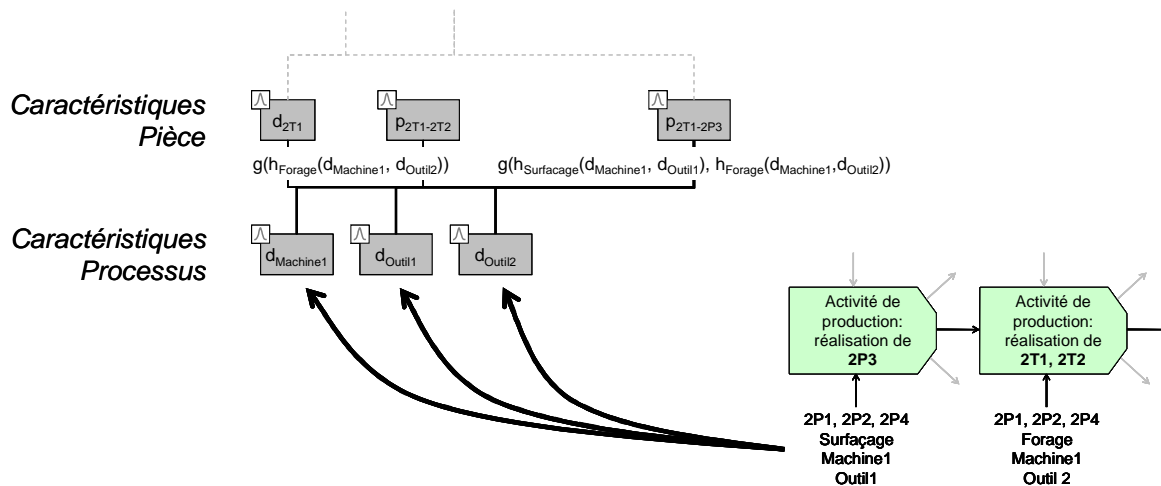 Caractéristiques
Pièce
d2T1
p2T1-2T2
p2T1-2P3
g(hForage(dMachine1, dOutil2))
g(hSurfacage(dMachine1, dOutil1), hForage(dMachine1,dOutil2))
Caractéristiques
Processus
dMachine1
dOutil1
dOutil2
Activité de
production:
réalisation de
2P3
Activité de
production:
réalisation de
2T1, 2T2
2P1, 2P2, 2P4
Surfaçage
Machine1
Outil1
2P1, 2P2, 2P4
Forage
Machine1
Outil 2